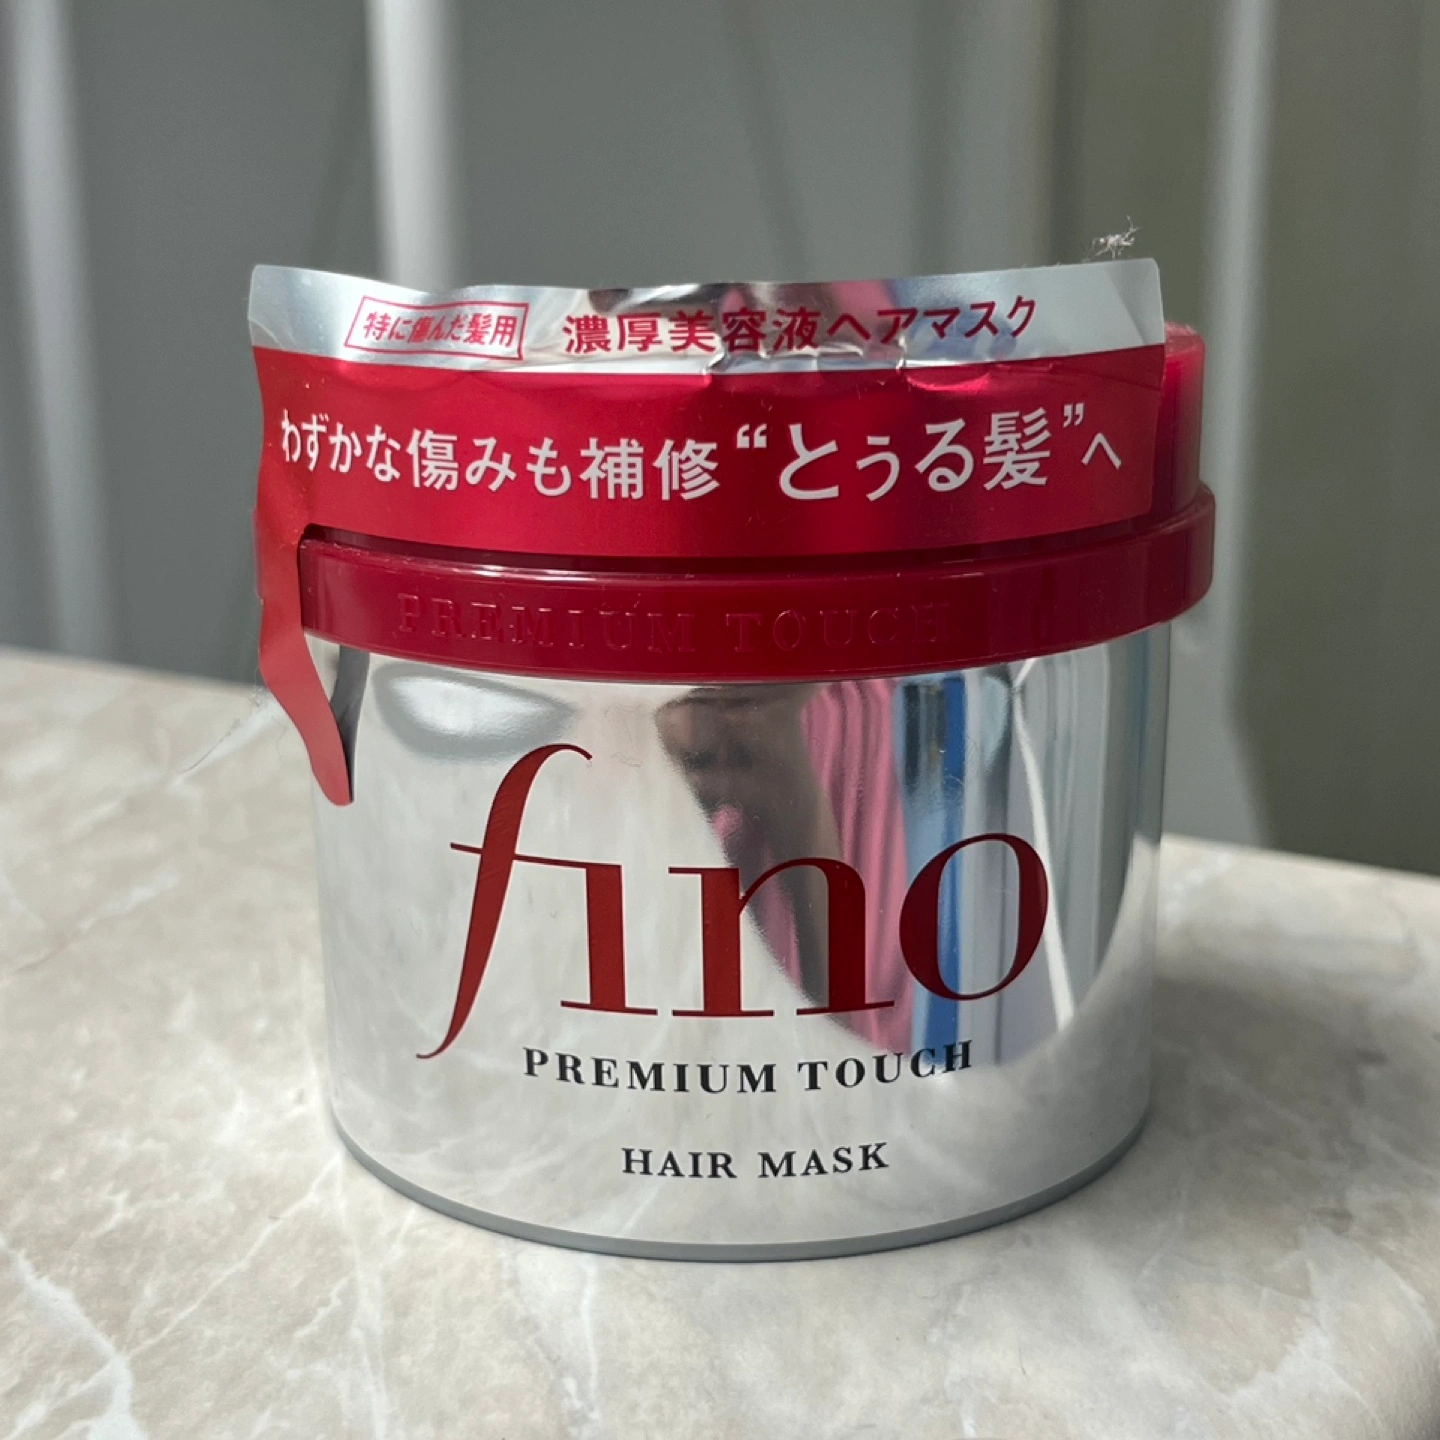 特に傷んだ髪用 濃厚美容液ヘアマスク
わずかな傷みも補修“とぅる髪”へ
PREMIUM TOUCH
fino
PREMIUM TOUCH
HAIR MASK